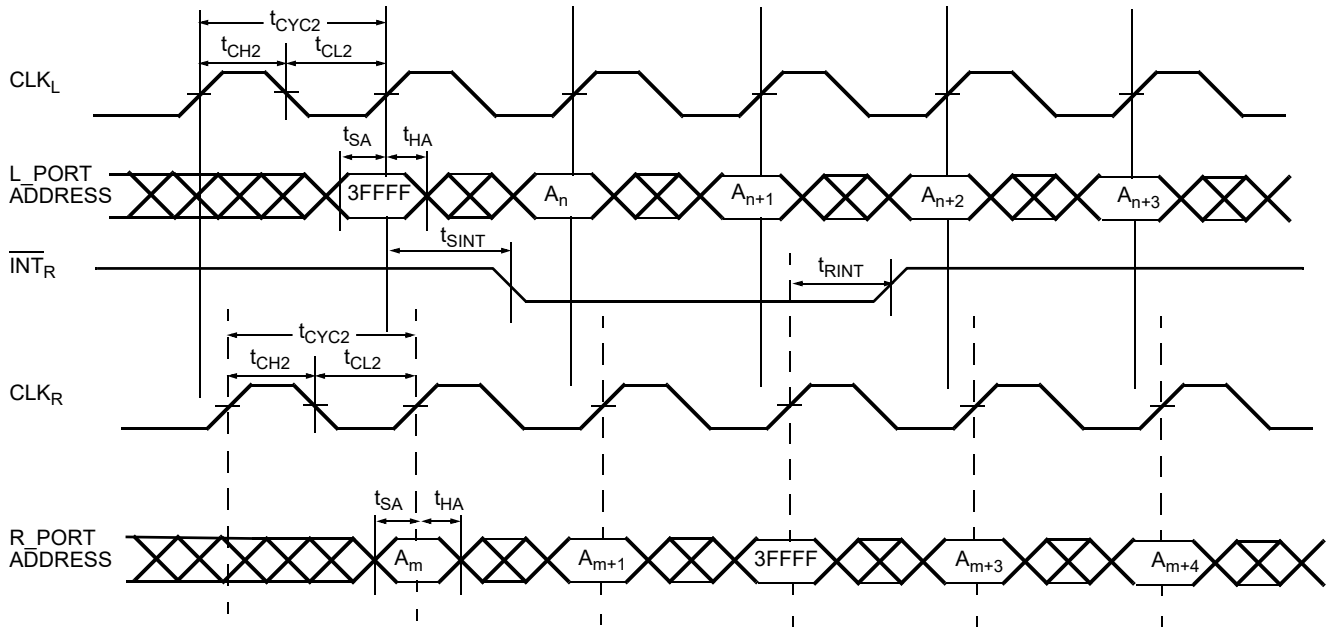 tCYC2
tCH2 tCL2
CLKL
tSA tHA
L_PORT
ADDRESS
3FFFF An An+1 An+2 An+3
tSINT
INTR
tRINT
tCYC2
tCH2 tCL2
CLKR
tSA tHA
R_PORT
ADDRESS
Am Am+1 3FFFF Am+3 Am+4